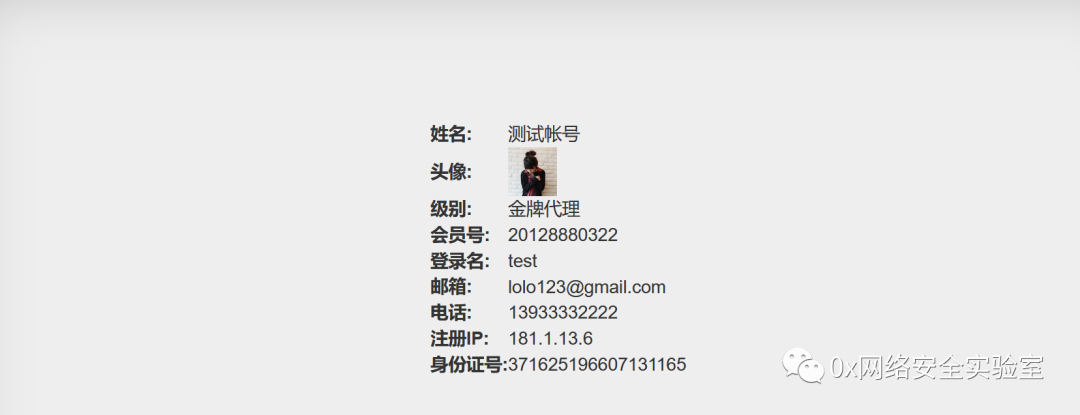 姓名: 测试帐号
头像:
级别: 金牌代理
会员号: 20128880322
登录名: test
邮箱: lolo123@gmail.com
电话: 13933332222
注册IP: 181.1.13.6
身份证号:371625196607131165
0x网络安全实验室